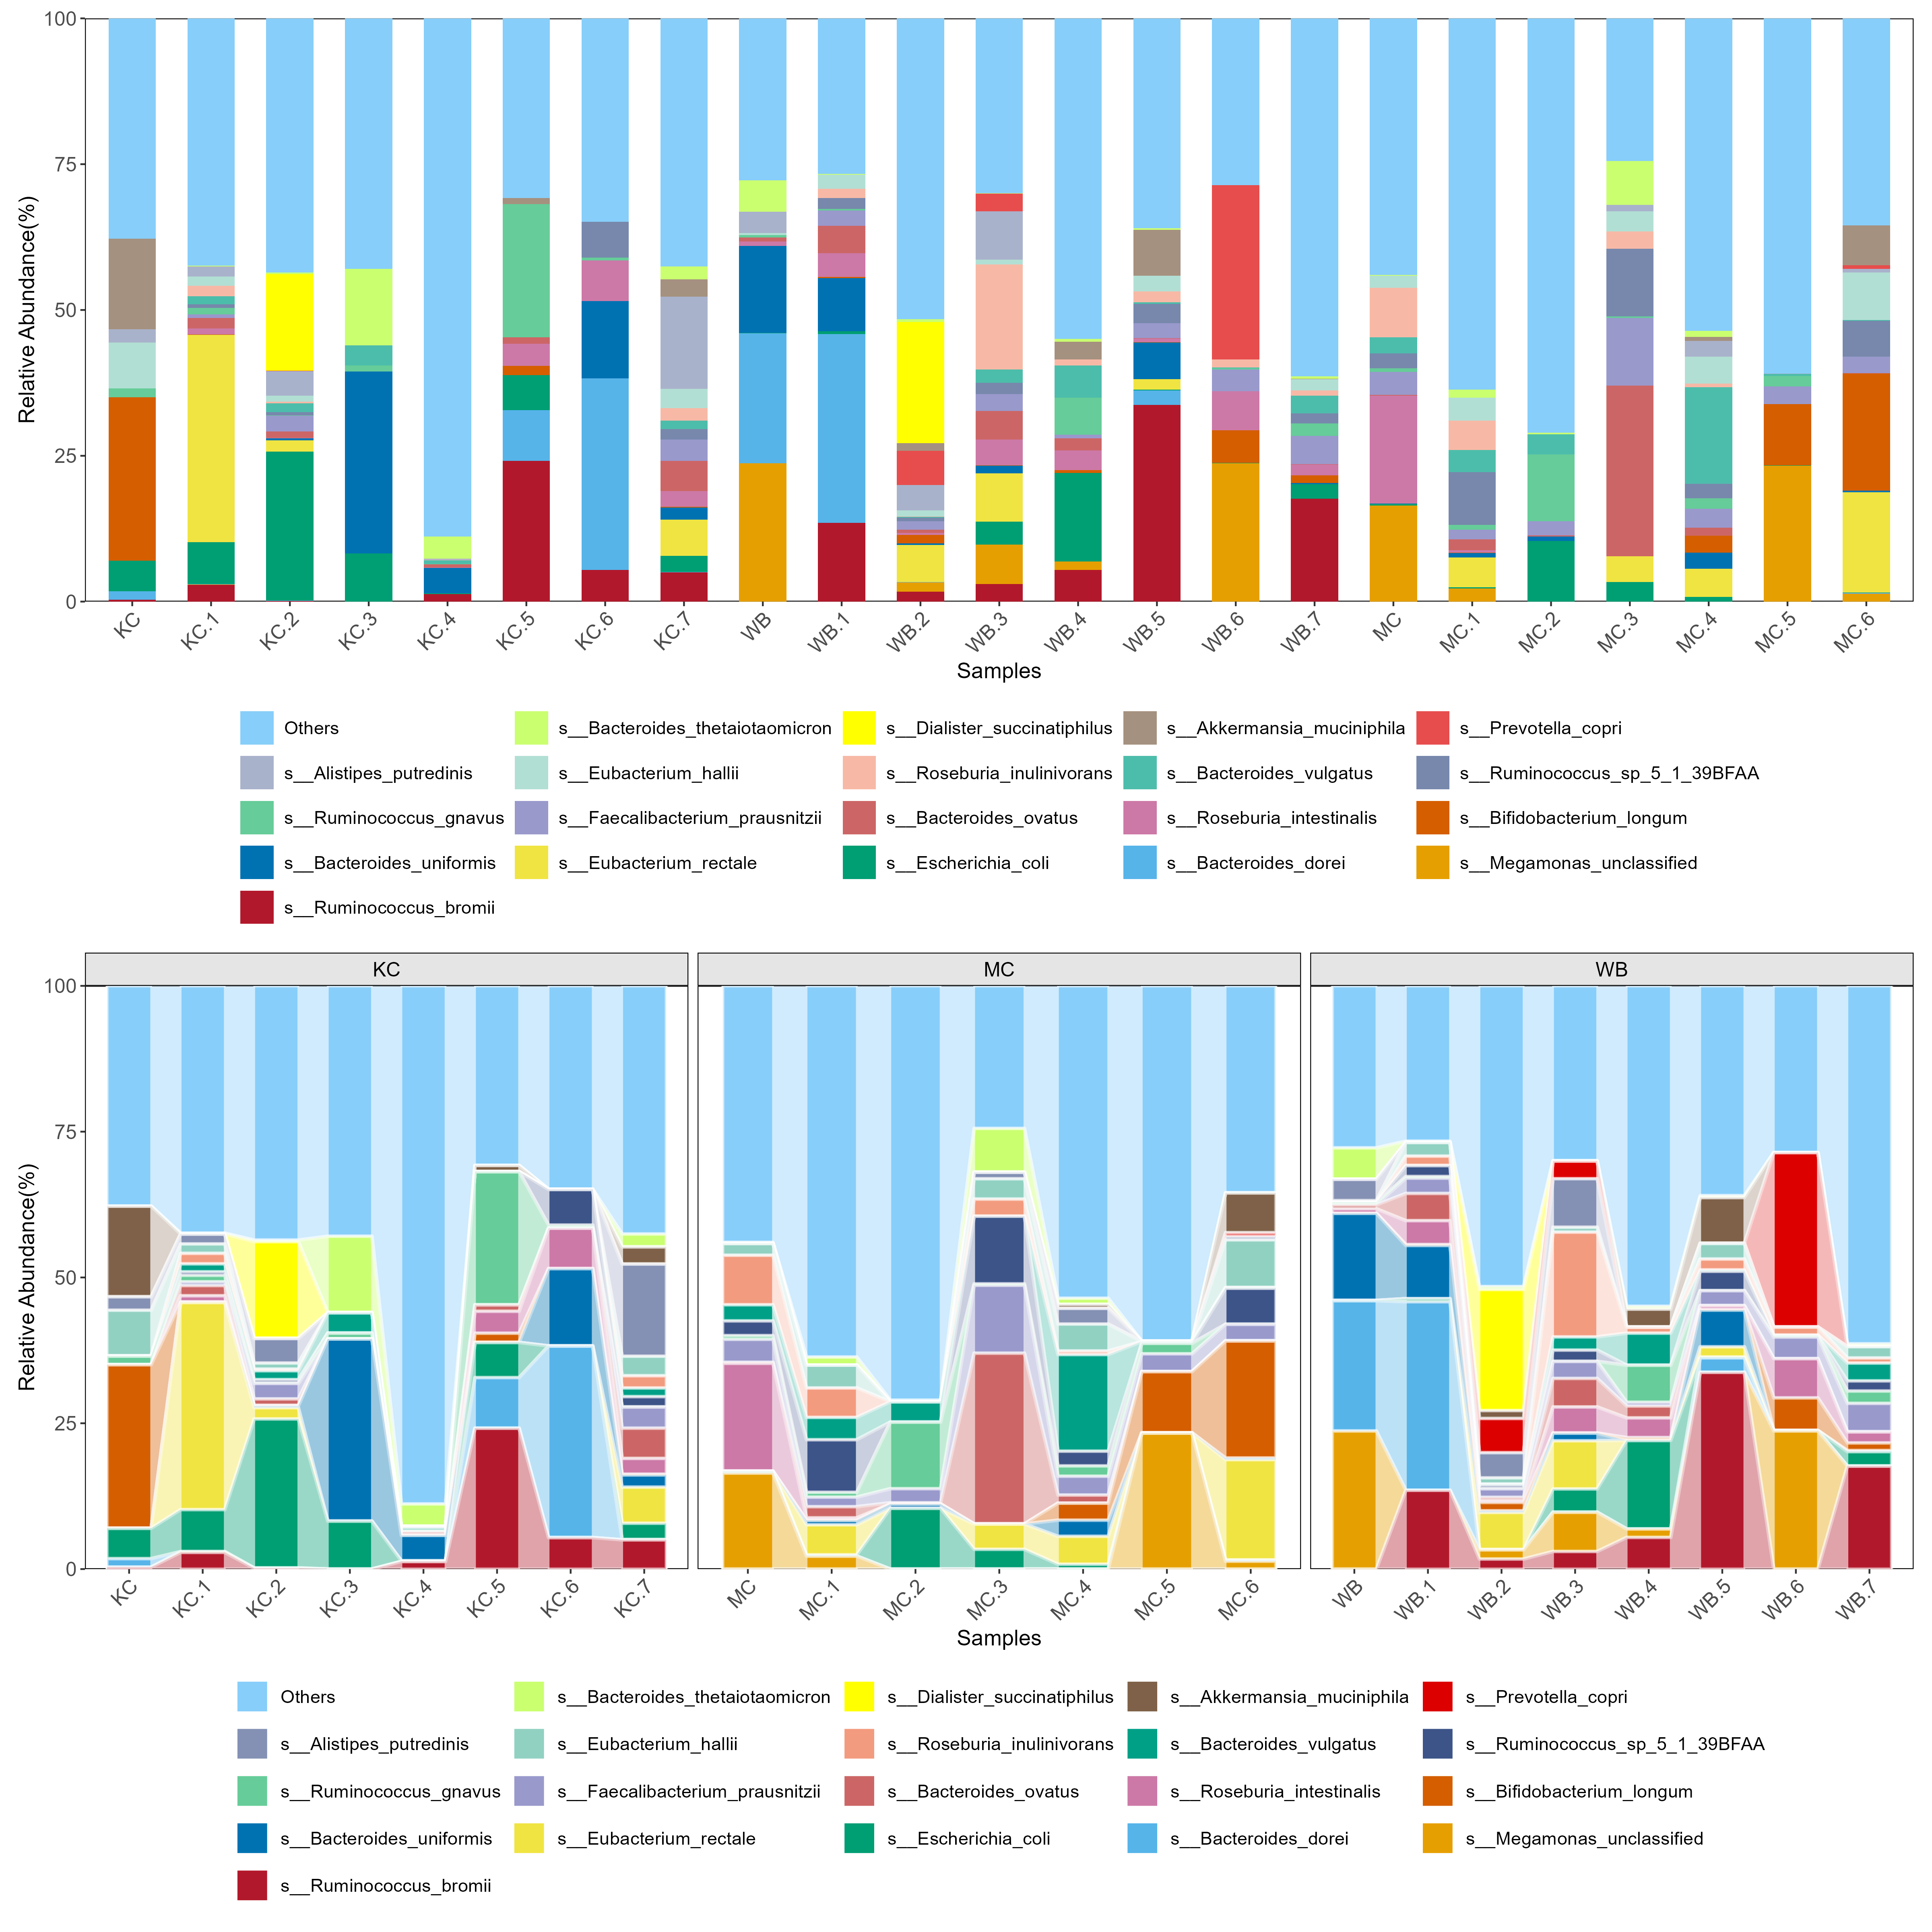 100
75
50
25
0
Relative Abundance(%)
KC KC.1 KC.2 KC.3 KC.4 KC.5 KC.6 KC.7 WB WB.1 WB.2 WB.3 WB.4 WB.5 WB.6 WB.7 MC MC.1 MC.2 MC.3 MC.4 MC.5 MC.6
Samples
Others s__Bacteroides_thetaiotaomicron s__Dialister_succinatiphilus s__Akkermansia_muciniphila s__Prevotella_copri
s__Alistipes_putredinis s__Eubacterium_hallii s__Roseburia_inulinivorans s__Bacteroides_vulgatus s__Ruminococcus_sp_5_1_39BFAA
s__Ruminococcus_gnavus s__Faecalibacterium_prausnitzii s__Bacteroides_ovatus s__Roseburia_intestinalis s__Bifidobacterium_longum
s__Bacteroides_uniformis s__Eubacterium_rectale s__Escherichia_coli s__Bacteroides_dorei s__Megamonas_unclassified
s__Ruminococcus_bromii
KC MC WB
100
75
50
25
0
Relative Abundance(%)
KC KC.1 KC.2 KC.3 KC.4 KC.5 KC.6 KC.7 MC MC.1 MC.2 MC.3 MC.4 MC.5 MC.6 WB WB.1 WB.2 WB.3 WB.4 WB.5 WB.6 WB.7
Samples
Others s__Bacteroides_thetaiotaomicron s__Dialister_succinatiphilus s__Akkermansia_muciniphila s__Prevotella_copri
s__Alistipes_putredinis s__Eubacterium_hallii s__Roseburia_inulinivorans s__Bacteroides_vulgatus s__Ruminococcus_sp_5_1_39BFAA
s__Ruminococcus_gnavus s__Faecalibacterium_prausnitzii s__Bacteroides_ovatus s__Roseburia_intestinalis s__Bifidobacterium_longum
s__Bacteroides_uniformis s__Eubacterium_rectale s__Escherichia_coli s__Bacteroides_dorei s__Megamonas_unclassified
s__Ruminococcus_bromii